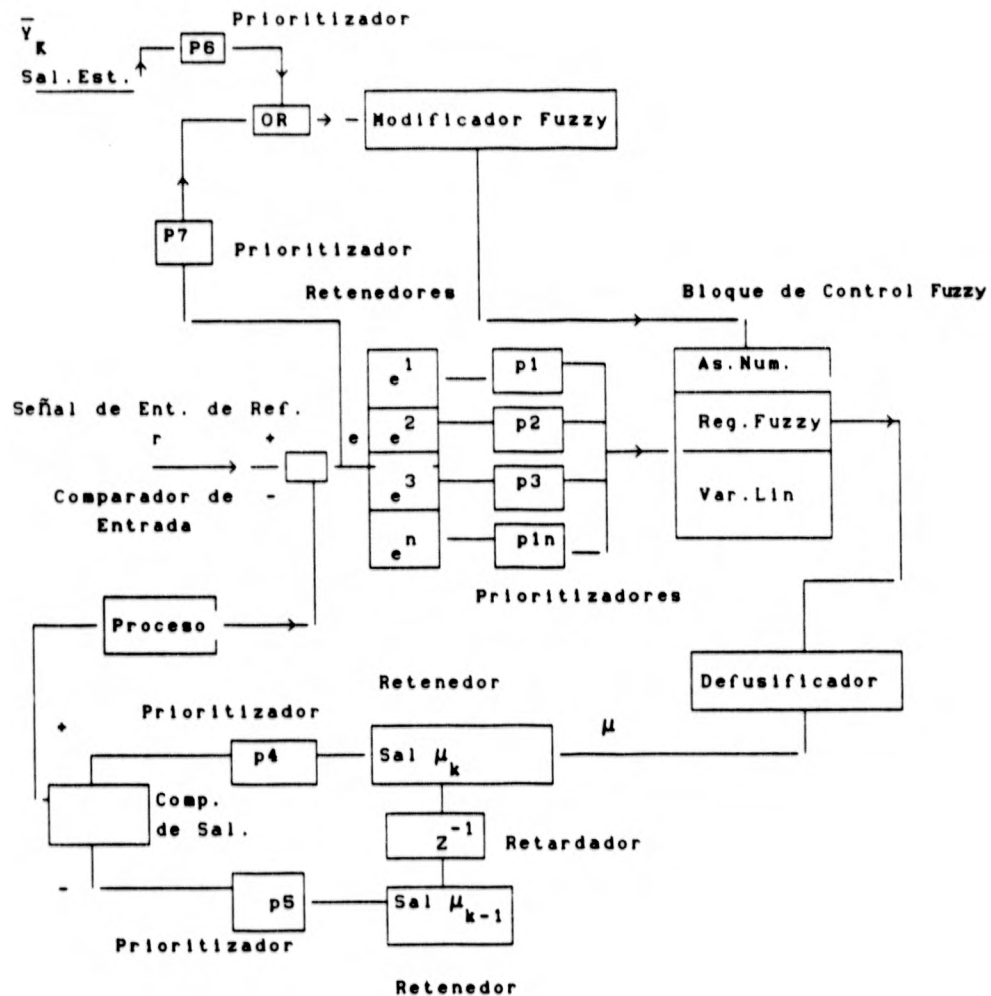 Prioritizador
Y̅K
P6
Sal.Est.
OR
Modificador Fuzzy
P7
Prioritizador
Retenedores
Bloque de Control Fuzzy
e1
p1
As.Num.
Señal de Ent. de Ref.
e2
p2
Reg.Fuzzy
r
+
e
e3
p3
Comparador de
-
Var.Lin
Entrada
en
p1n
Prioritizadores
Proceso
Defusificador
Retenedor
Prioritizador
μ
+
p4
Sal μk
Comp.
de Sal.
z-1
Retardador
-
p5
Sal μk-1
Prioritizador
Retenedor